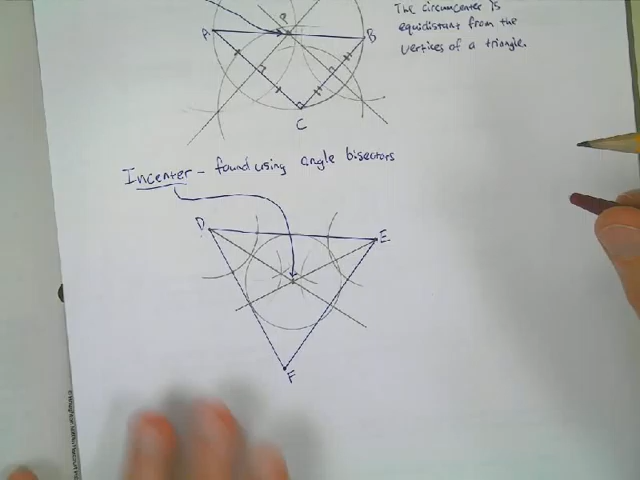 The circumcenter is
equidistant from the
vertices of a triangle.
P
A
B
C
Incenter - found using angle bisectors
D
E
F